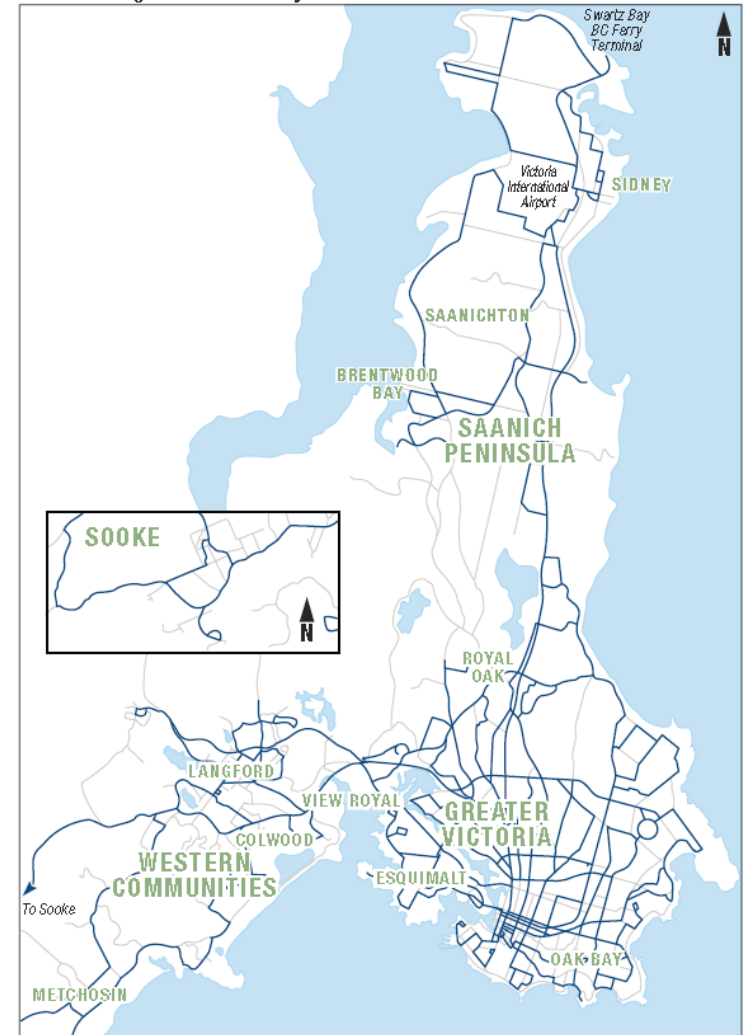 Swartz Bay
BC Ferry
Terminal
N
Victoria
International
Airport
SIDNEY
SAANICHTON
BRENTWOOD
BAY
SAANICH
PENINSULA
SOOKE
N
ROYAL
OAK
LANGFORD
VIEW ROYAL
GREATER
VICTORIA
COLWOOD
WESTERN
COMMUNITIES
ESQUIMALT
To Sooke
OAK BAY
METCHOSIN